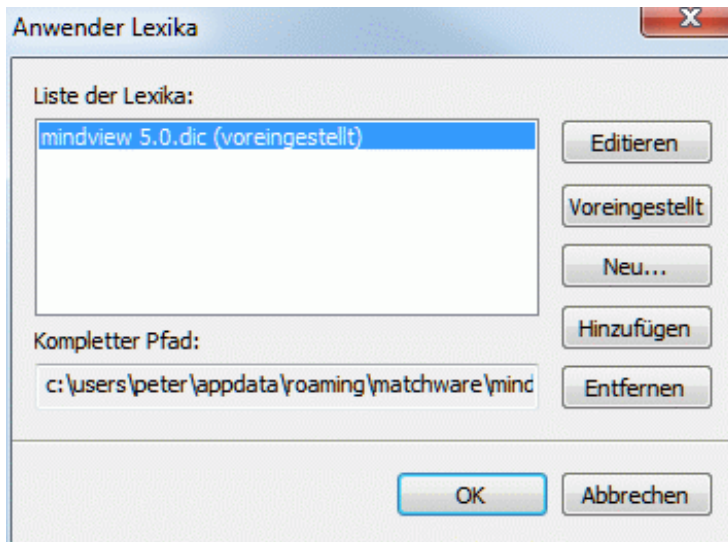 Anwender Lexika
Liste der Lexika:
mindview 5.0.dic (voreingestellt)
Editieren
Voreingestellt
Neu...
Hinzufügen
Kompletter Pfad:
c:\users\peter\appdata\roaming\matchware\mind
Entfernen
OK
Abbrechen